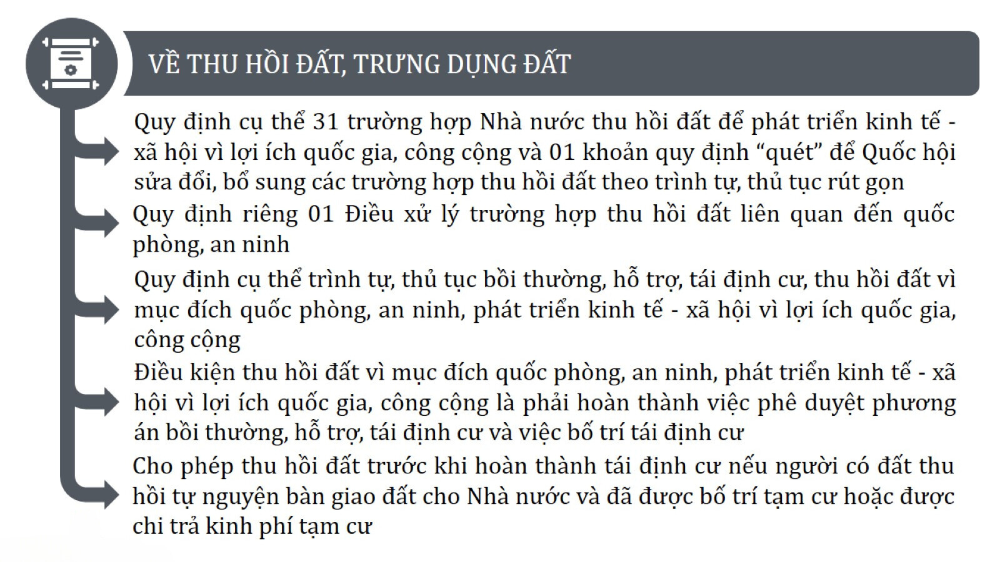 VỀ THU HỒI ĐẤT, TRƯNG DỤNG ĐẤT
Quy định cụ thể 31 trường hợp Nhà nước thu hồi đất để phát triển kinh tế -
xã hội vì lợi ích quốc gia, công cộng và 01 khoản quy định “quét” để Quốc hội
sửa đổi, bổ sung các trường hợp thu hồi đất theo trình tự, thủ tục rút gọn
Quy định riêng 01 Điều xử lý trường hợp thu hồi đất liên quan đến quốc
phòng, an ninh
Quy định cụ thể trình tự, thủ tục bồi thường, hỗ trợ, tái định cư, thu hồi đất vì
mục đích quốc phòng, an ninh, phát triển kinh tế - xã hội vì lợi ích quốc gia,
công cộng
Điều kiện thu hồi đất vì mục đích quốc phòng, an ninh, phát triển kinh tế - xã
hội vì lợi ích quốc gia, công cộng là phải hoàn thành việc phê duyệt phương
án bồi thường, hỗ trợ, tái định cư và việc bố trí tái định cư
Cho phép thu hồi đất trước khi hoàn thành tái định cư nếu người có đất thu
hồi tự nguyện bàn giao đất cho Nhà nước và đã được bố trí tạm cư hoặc được
chi trả kinh phí tạm cư